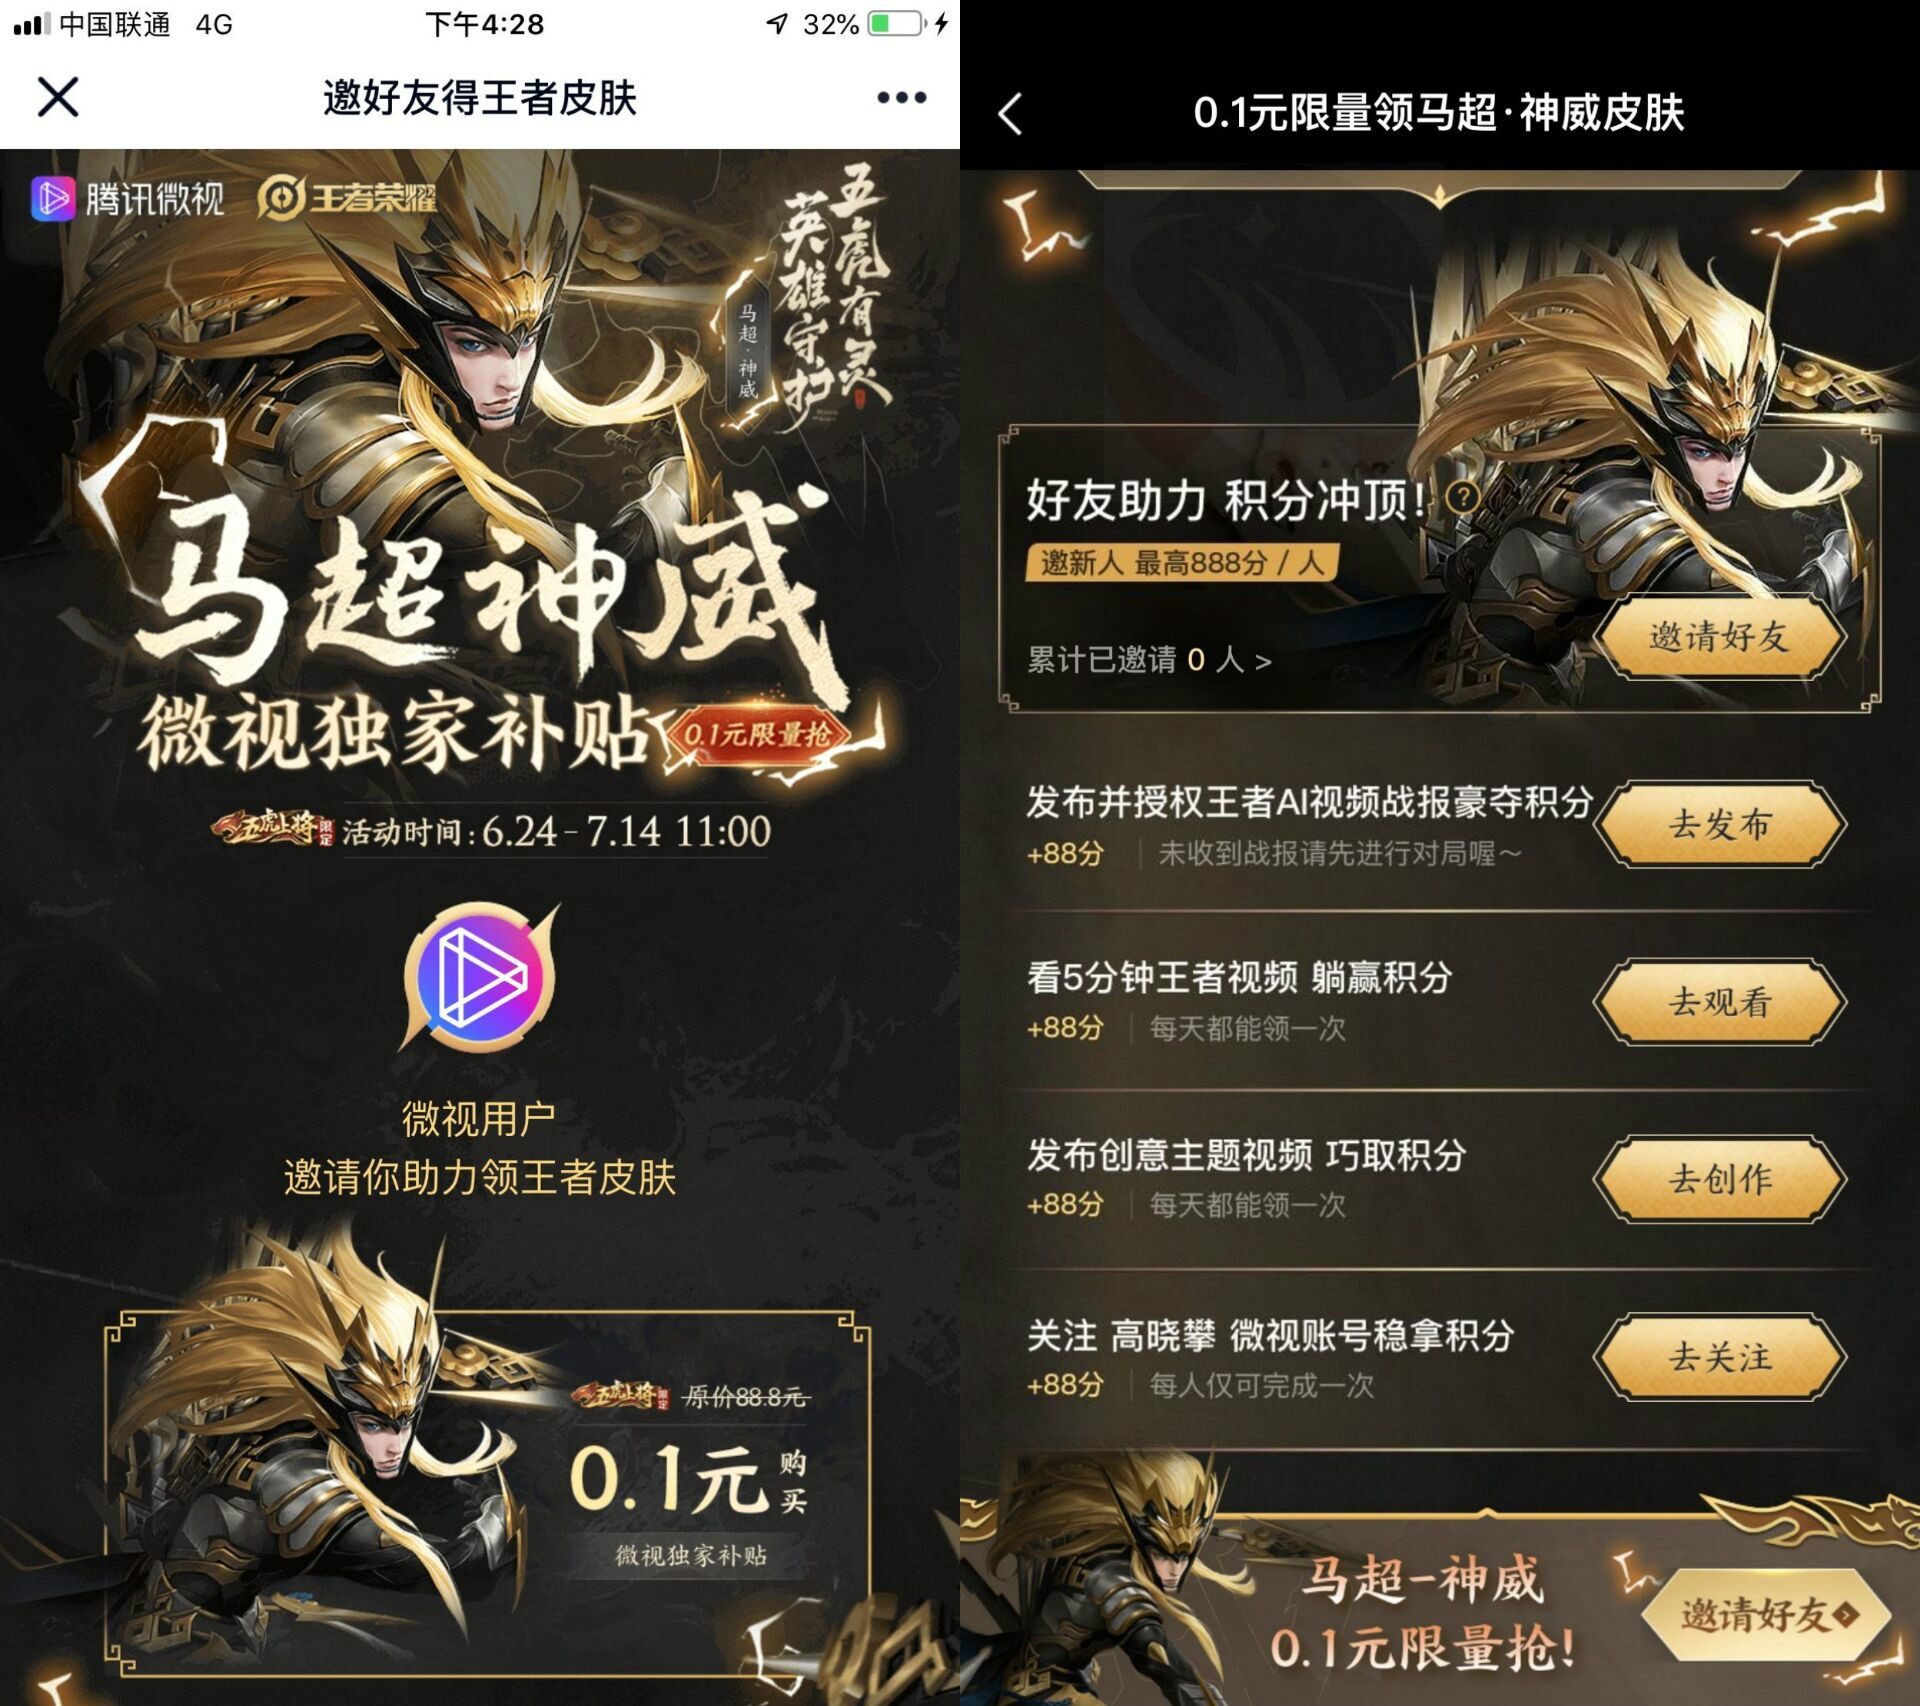 中国联通 4G 下午4:28 32%
邀好友得王者皮肤
腾讯微视 王者荣耀
五虎有灵
英雄守护
马超·神威
马超神威
微视独家补贴 0.1元限量抢
五虎上将 限定 活动时间:6.24-7.14 11:00
微视用户
邀请你助力领王者皮肤
五虎上将 限定 原价88.8元
0.1元 购买
微视独家补贴
0.1元限量领马超·神威皮肤
好友助力 积分冲顶! ?
邀新人 最高888分 / 人
累计已邀请 0 人 >
邀请好友
发布并授权王者AI视频战报豪夺积分
+88分 未收到战报请先进行对局喔~
去发布
看5分钟王者视频 躺赢积分
+88分 每天都能领一次
去观看
发布创意主题视频 巧取积分
+88分 每天都能领一次
去创作
关注 高晓攀 微视账号稳拿积分
+88分 每人仅可完成一次
去关注
马超-神威
0.1元限量抢!
邀请好友